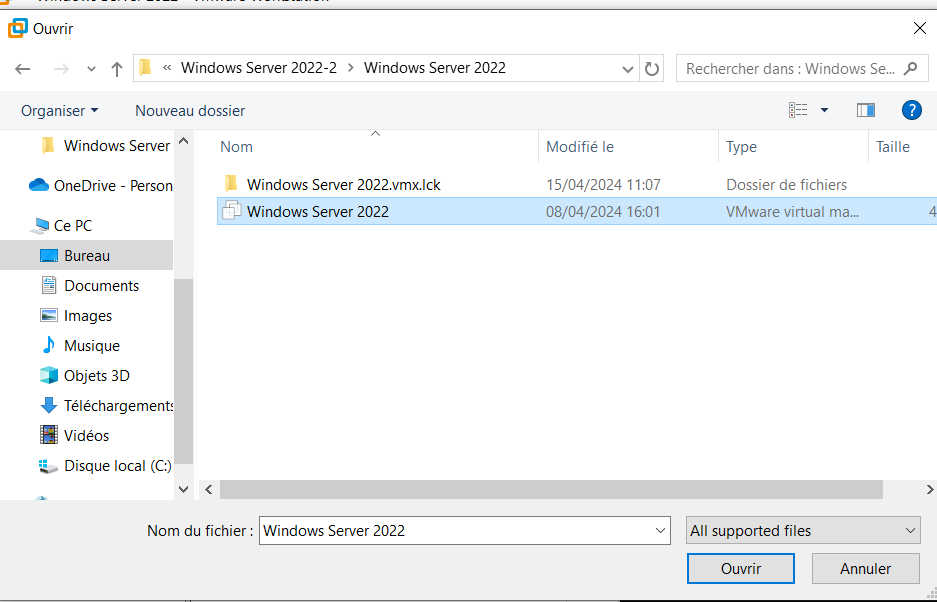 Ouvrir
« Windows Server 2022-2 > Windows Server 2022
Rechercher dans : Windows Se...
Organiser
Nouveau dossier
?
Nom
Modifié le
Type
Taille
Windows Server
OneDrive - Person
Ce PC
Bureau
Documents
Images
Musique
Objets 3D
Téléchargements
Vidéos
Disque local (C:)
Windows Server 2022.vmx.lck 15/04/2024 11:07 Dossier de fichiers
Windows Server 2022 08/04/2024 16:01 VMware virtual ma... 4
Nom du fichier : Windows Server 2022
All supported files
Ouvrir
Annuler